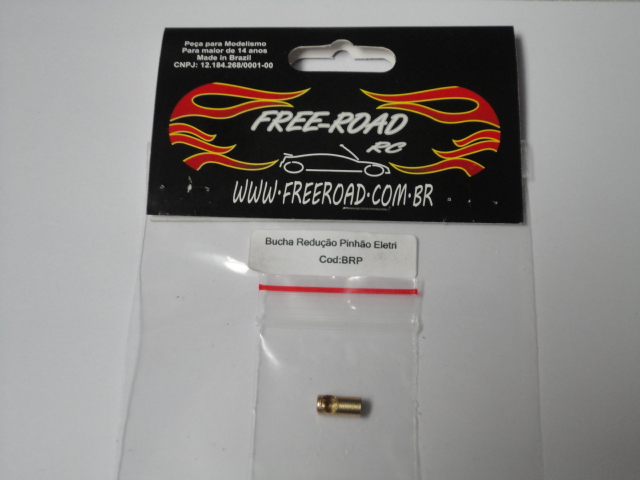 Peça para Modelismo
Para maior de 14 anos
Made in Brazil
CNPJ: 12.184.268/0001-00
FREE-ROAD
RC
WWW.FREEROAD.COM.BR
Bucha Redução Pinhão Eletri
Cod:BRP